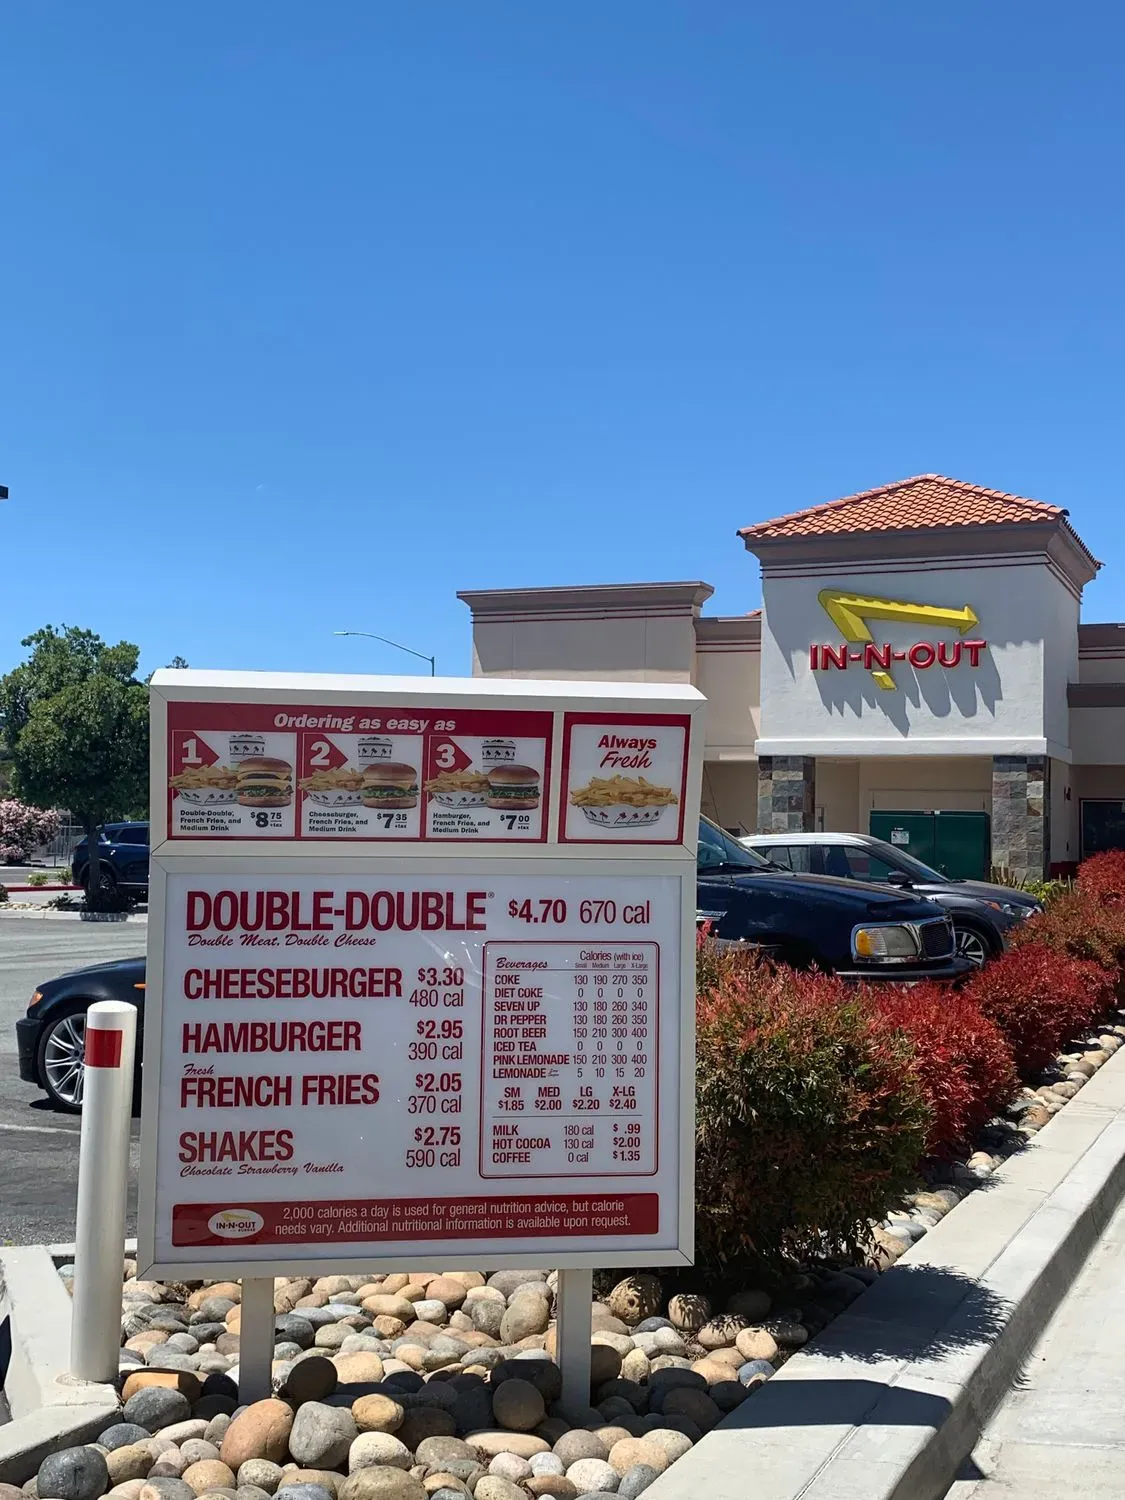 IN-N-OUT
Ordering as easy as
1
Double-Double,
French Fries, and
Medium Drink
$8 75
+tax
2
Cheeseburger,
French Fries, and
Medium Drink
$7 35
+tax
3
Hamburger,
French Fries, and
Medium Drink
$7 00
+tax
Always
Fresh
DOUBLE-DOUBLE® $4.70 670 cal
Double Meat, Double Cheese
CHEESEBURGER $3.30
480 cal
HAMBURGER $2.95
390 cal
Fresh
FRENCH FRIES $2.05
370 cal
SHAKES $2.75
590 cal
Chocolate Strawberry Vanilla
Beverages Calories (with ice)
Small Medium Large X-Large
COKE 130 190 270 350
DIET COKE 0 0 0 0
SEVEN UP 130 180 260 340
DR PEPPER 130 180 260 350
ROOT BEER 150 210 300 400
ICED TEA 0 0 0 0
PINK LEMONADE 150 210 300 400
LEMONADE 5 10 15 20
SM MED LG X-LG
$1.85 $2.00 $2.20 $2.40
MILK 180 cal $ .99
HOT COCOA 130 cal $2.00
COFFEE 0 cal $1.35
IN-N-OUT
2,000 calories a day is used for general nutrition advice, but calorie
needs vary. Additional nutritional information is available upon request.